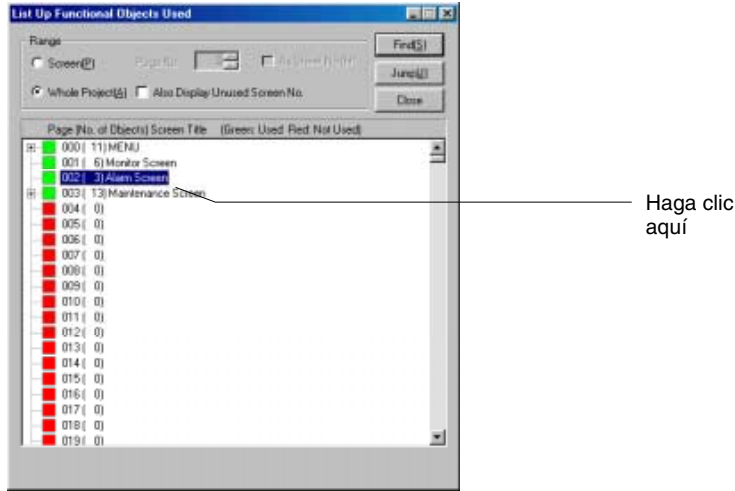 List Up Functional Objects Used
Range
Screen(P)
Find(S)
Jump(J)
Whole Project(A) Also Display Unused Screen No.
Close
Page (No. of Objects) Screen Title (Green: Used Red: Not Used)
000( 11)MENU
001( 6)Monitor Screen
002( 3)Alarm Screen
003( 13)Maintenance Screen
004( 0)
005( 0)
006( 0)
007( 0)
008( 0)
009( 0)
010( 0)
011( 0)
012( 0)
013( 0)
014( 0)
015( 0)
016( 0)
017( 0)
018( 0)
019( 0)
Haga clic
aquí